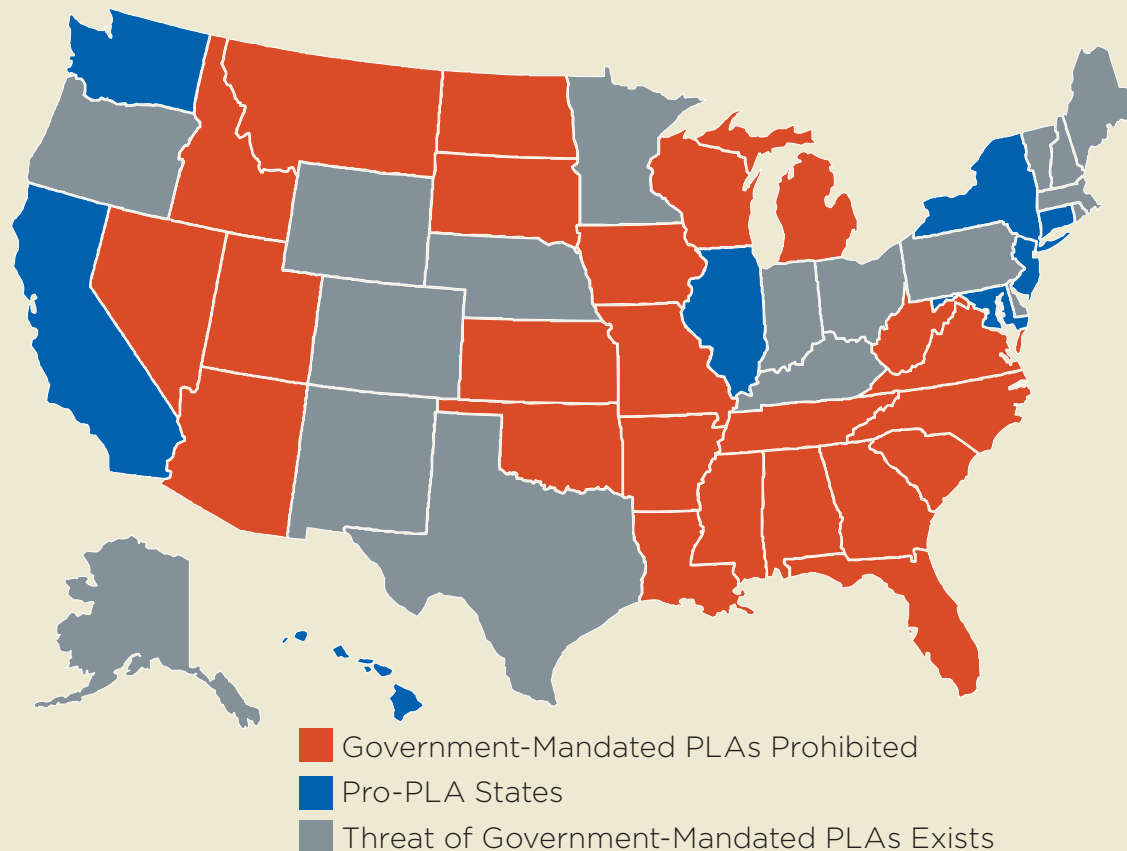 Government-Mandated PLAs Prohibited
Pro-PLA States
Threat of Government-Mandated PLAs Exists